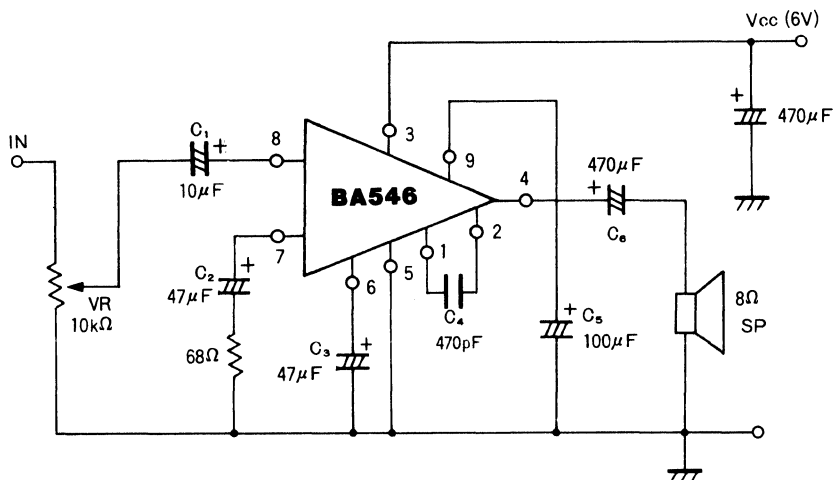 Vcc (6V)
IN
C₁
10μF
8
3
9
470μF
470μF
4
BA546
C₆
7
2
1
5
6
C₂
47μF
VR
10kΩ
68Ω
C₃
47μF
C₄
470pF
C₅
100μF
8Ω
SP
+
+
+
+
+
+